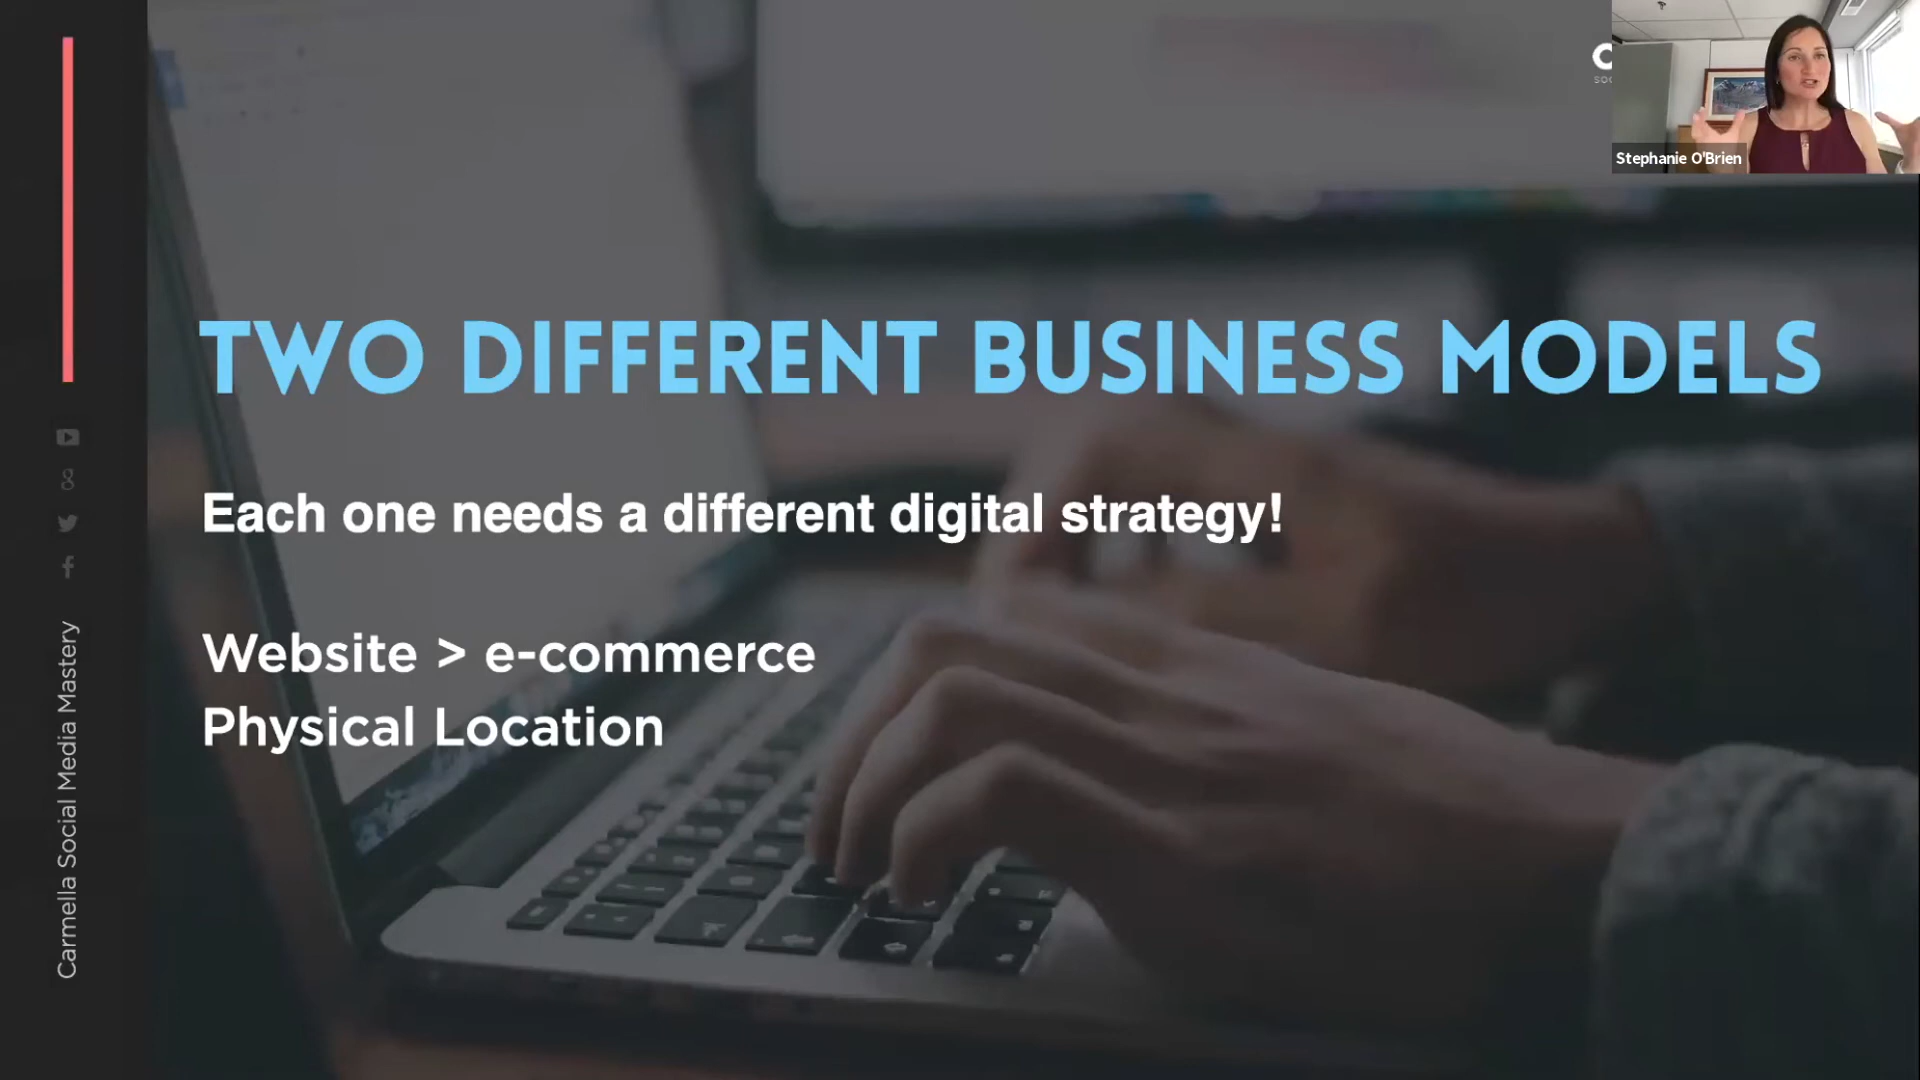 Stephanie O'Brien
TWO DIFFERENT BUSINESS MODELS
Each one needs a different digital strategy!
Website > e-commerce
Physical Location
Carmella Social Media Mastery